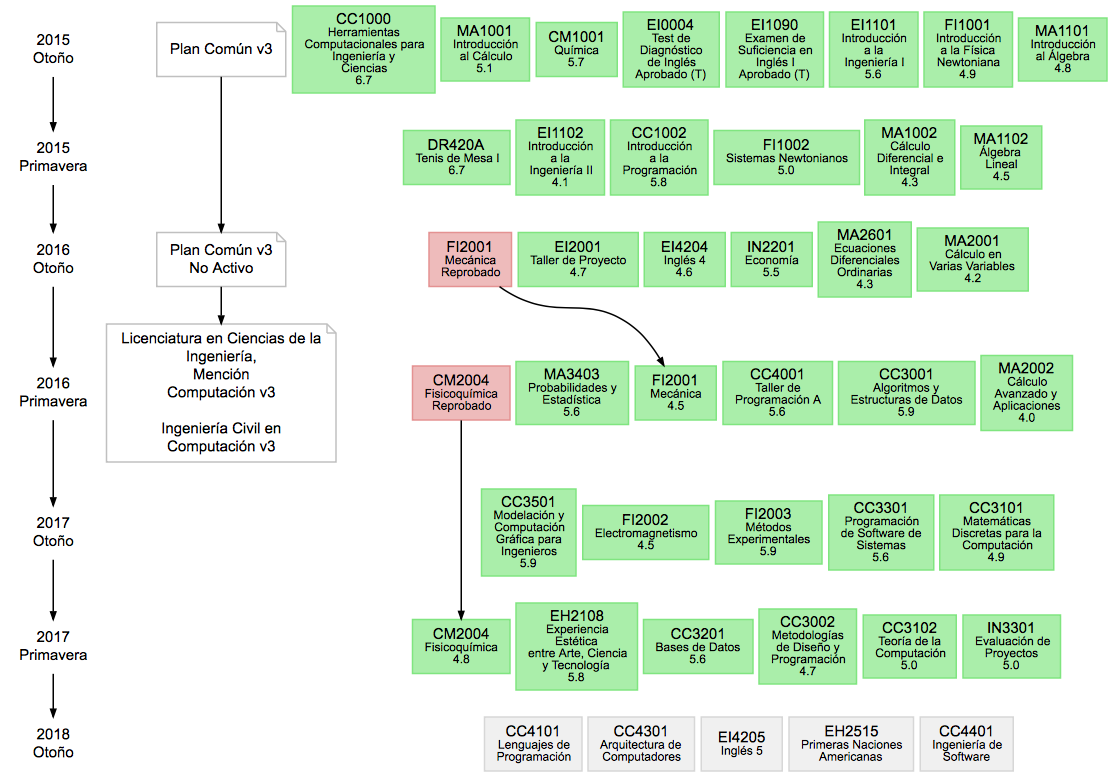 2015
Otoño
Plan Común v3
CC1000
Herramientas
Computacionales para
Ingeniería y
Ciencias
6.7
MA1001
Introducción
al Cálculo
5.1
CM1001
Química
5.7
EI0004
Test de
Diagnóstico
de Inglés
Aprobado (T)
EI1090
Examen de
Suficiencia en
Inglés I
Aprobado (T)
EI1101
Introducción
a la
Ingeniería I
5.6
FI1001
Introducción
a la Física
Newtoniana
4.9
MA1101
Introducción
al Álgebra
4.8
2015
Primavera
DR420A
Tenis de Mesa I
6.7
EI1102
Introducción
a la
Ingeniería II
4.1
CC1002
Introducción
a la
Programación
5.8
FI1002
Sistemas Newtonianos
5.0
MA1002
Cálculo
Diferencial e
Integral
4.3
MA1102
Álgebra
Lineal
4.5
2016
Otoño
Plan Común v3
No Activo
FI2001
Mecánica
Reprobado
EI2001
Taller de Proyecto
4.7
EI4204
Inglés 4
4.6
IN2201
Economía
5.5
MA2601
Ecuaciones
Diferenciales
Ordinarias
4.3
MA2001
Cálculo en
Varias Variables
4.2
2016
Primavera
Licenciatura en Ciencias de la
Ingeniería,
Mención
Computación v3
Ingeniería Civil en
Computación v3
CM2004
Fisicoquímica
Reprobado
MA3403
Probabilidades y
Estadística
5.6
FI2001
Mecánica
4.5
CC4001
Taller de
Programación A
5.6
CC3001
Algoritmos y
Estructuras de Datos
5.9
MA2002
Cálculo
Avanzado y
Aplicaciones
4.0
2017
Otoño
CC3501
Modelación y
Computación
Gráfica para
Ingenieros
5.9
FI2002
Electromagnetismo
4.5
FI2003
Métodos
Experimentales
5.9
CC3301
Programación
de Software de
Sistemas
5.6
CC3101
Matemáticas
Discretas para la
Computación
4.9
2017
Primavera
CM2004
Fisicoquímica
4.8
EH2108
Experiencia
Estética
entre Arte, Ciencia
y Tecnología
5.8
CC3201
Bases de Datos
5.6
CC3002
Metodologías
de Diseño y
Programación
4.7
CC3102
Teoría de la
Computación
5.0
IN3301
Evaluación de
Proyectos
5.0
2018
Otoño
CC4101
Lenguajes de
Programación
CC4301
Arquitectura de
Computadores
EI4205
Inglés 5
EH2515
Primeras Naciones
Americanas
CC4401
Ingeniería de
Software